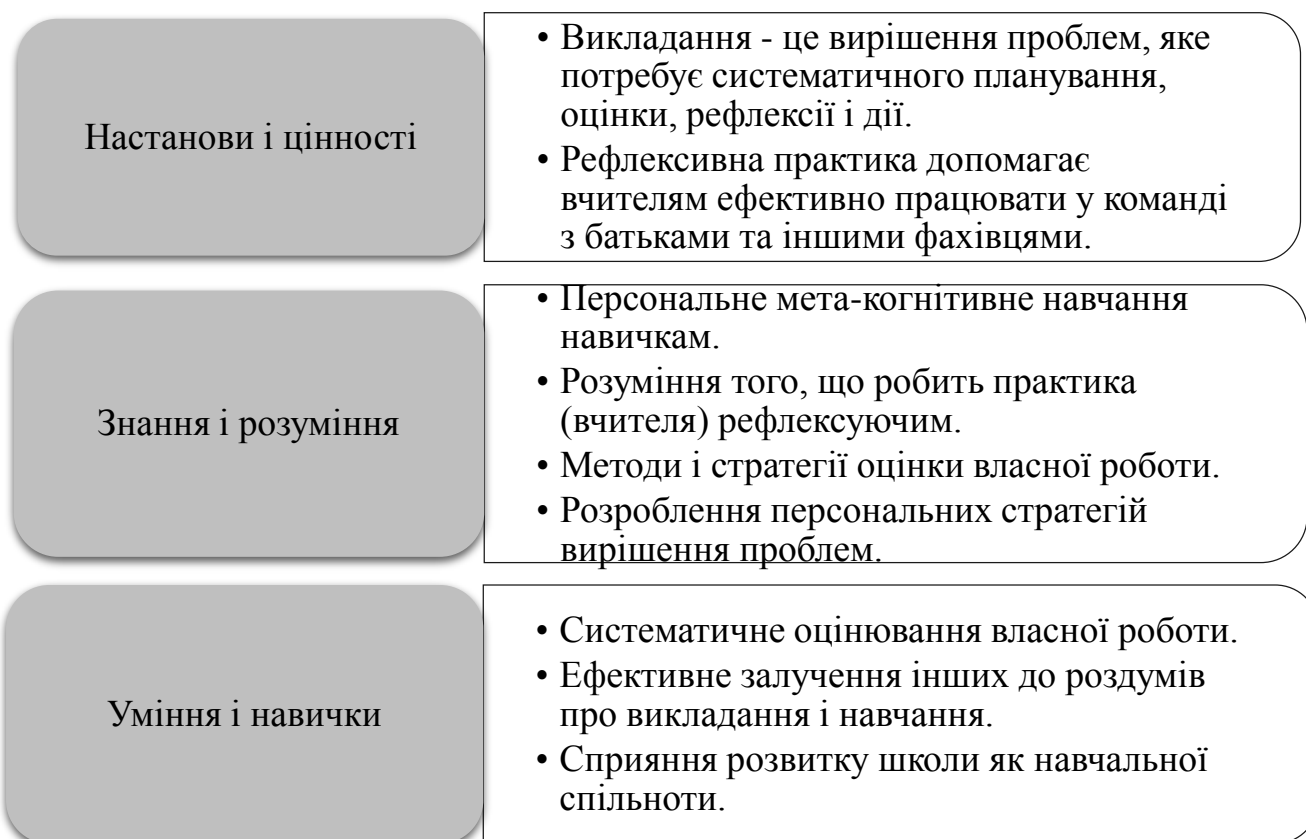 Настанови і цінності
• Викладання - це вирішення проблем, яке
потребує систематичного планування,
оцінки, рефлексії і дії.
• Рефлексивна практика допомагає
вчителям ефективно працювати у команді
з батьками та іншими фахівцями.
Знання і розуміння
• Персональне мета-когнітивне навчання
навичкам.
• Розуміння того, що робить практика
(вчителя) рефлексуючим.
• Методи і стратегії оцінки власної роботи.
• Розроблення персональних стратегій
вирішення проблем.
Уміння і навички
• Систематичне оцінювання власної роботи.
• Ефективне залучення інших до роздумів
про викладання і навчання.
• Сприяння розвитку школи як навчальної
спільноти.